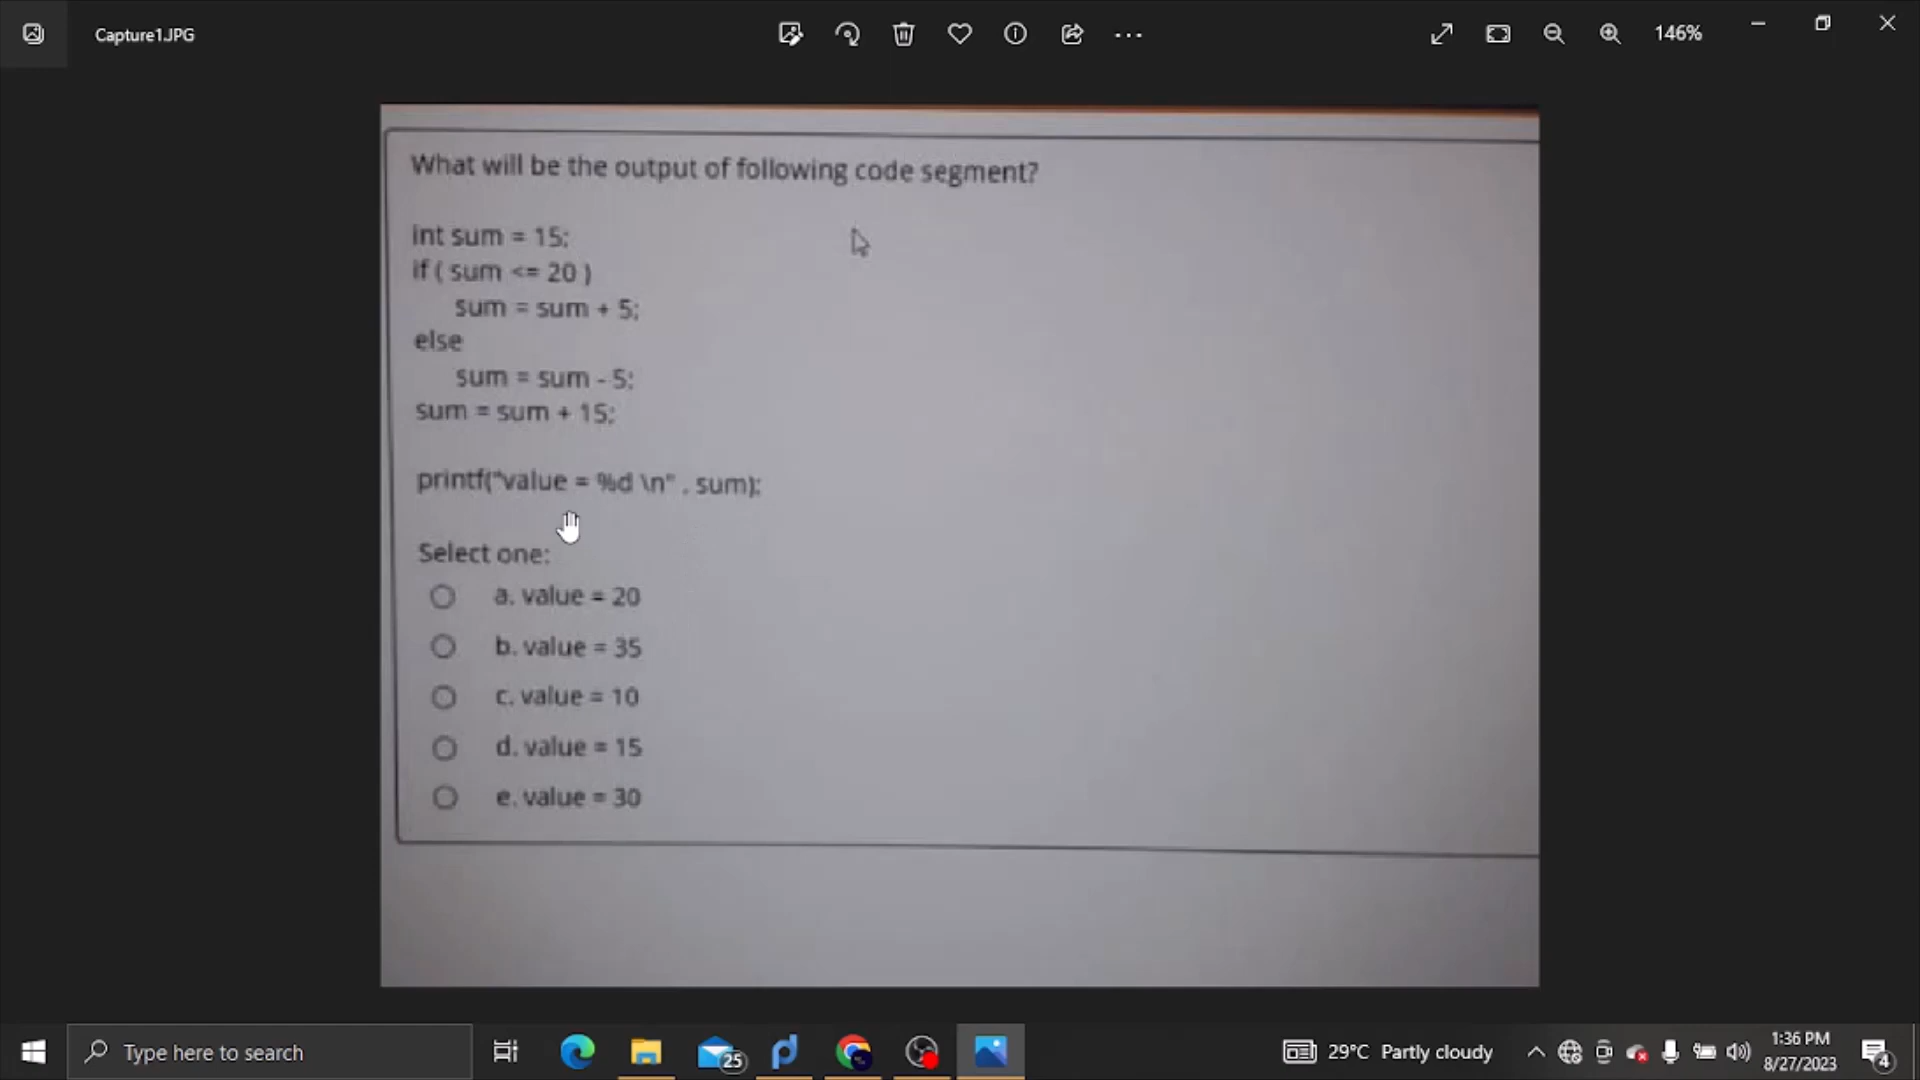 Capture1.JPG
146%
What will be the output of following code segment?
int sum = 15;
if ( sum <= 20 )
sum = sum + 5;
else
sum = sum - 5;
sum = sum + 15;
printf("value = %d \n" , sum);
Select one:
a. value = 20
b. value = 35
c. value = 10
d. value = 15
e. value = 30
Type here to search
25
29°C Partly cloudy
1:36 PM
8/27/2023
4